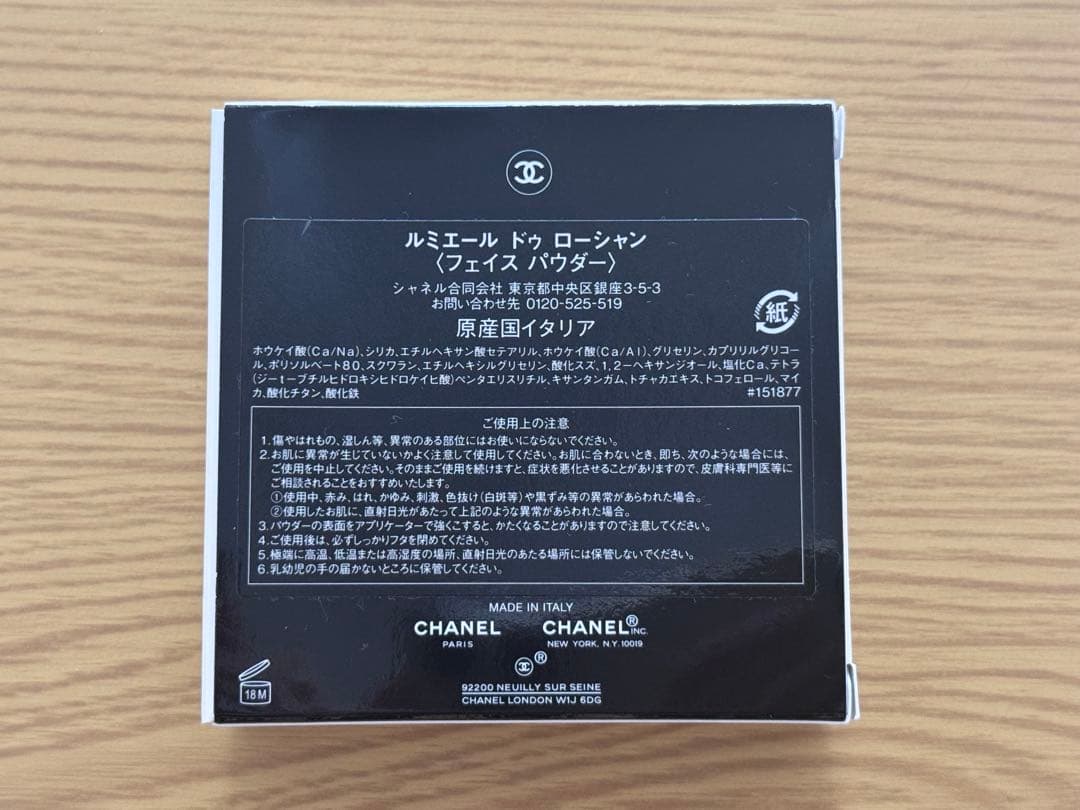 ルミエール ドゥ ローシャン
〈フェイス パウダー〉
シャネル合同会社 東京都中央区銀座3-5-3
お問い合わせ先 0120-525-519
原産国イタリア
紙
ホウケイ酸(Ca/Na)、シリカ、エチルヘキサン酸セテアリル、ホウケイ酸(Ca/Al)、グリセリン、カプリリルグリコー
ル、ポリソルベート80、スクワラン、エチルヘキシルグリセリン、酸化スズ、1,2-ヘキサンジオール、塩化Ca、テトラ
(ジ-t-ブチルヒドロキシヒドロケイヒ酸)ペンタエリスリチル、キサンタンガム、トチャカエキス、トコフェロール、マイ
カ、酸化チタン、酸化鉄 #151877
ご使用上の注意
1.傷やはれもの、湿しん等、異常のある部位にはお使いにならないでください。
2.お肌に異常が生じていないかよく注意して使用してください。お肌に合わないとき、即ち、次のような場合には、
ご使用を中止してください。そのままご使用を続けますと、症状を悪化させることがありますので、皮膚科専門医等に
ご相談されることをおすすめいたします。
①使用中、赤み、はれ、かゆみ、刺激、色抜け(白斑等)や黒ずみ等の異常があらわれた場合。
②使用したお肌に、直射日光があたって上記のような異常があらわれた場合。
3.パウダーの表面をアプリケーターで強くこすると、かたくなることがありますので注意してください。
4.ご使用後は、必ずしっかりフタを閉めてください。
5.極端に高温、低温または高湿度の場所、直射日光のあたる場所には保管しないでください。
6.乳幼児の手の届かないところに保管してください。
MADE IN ITALY
CHANEL CHANEL®INC.
PARIS NEW YORK, N.Y. 10019
®
18 M
92200 NEUILLY SUR SEINE
CHANEL LONDON W1J 6DG